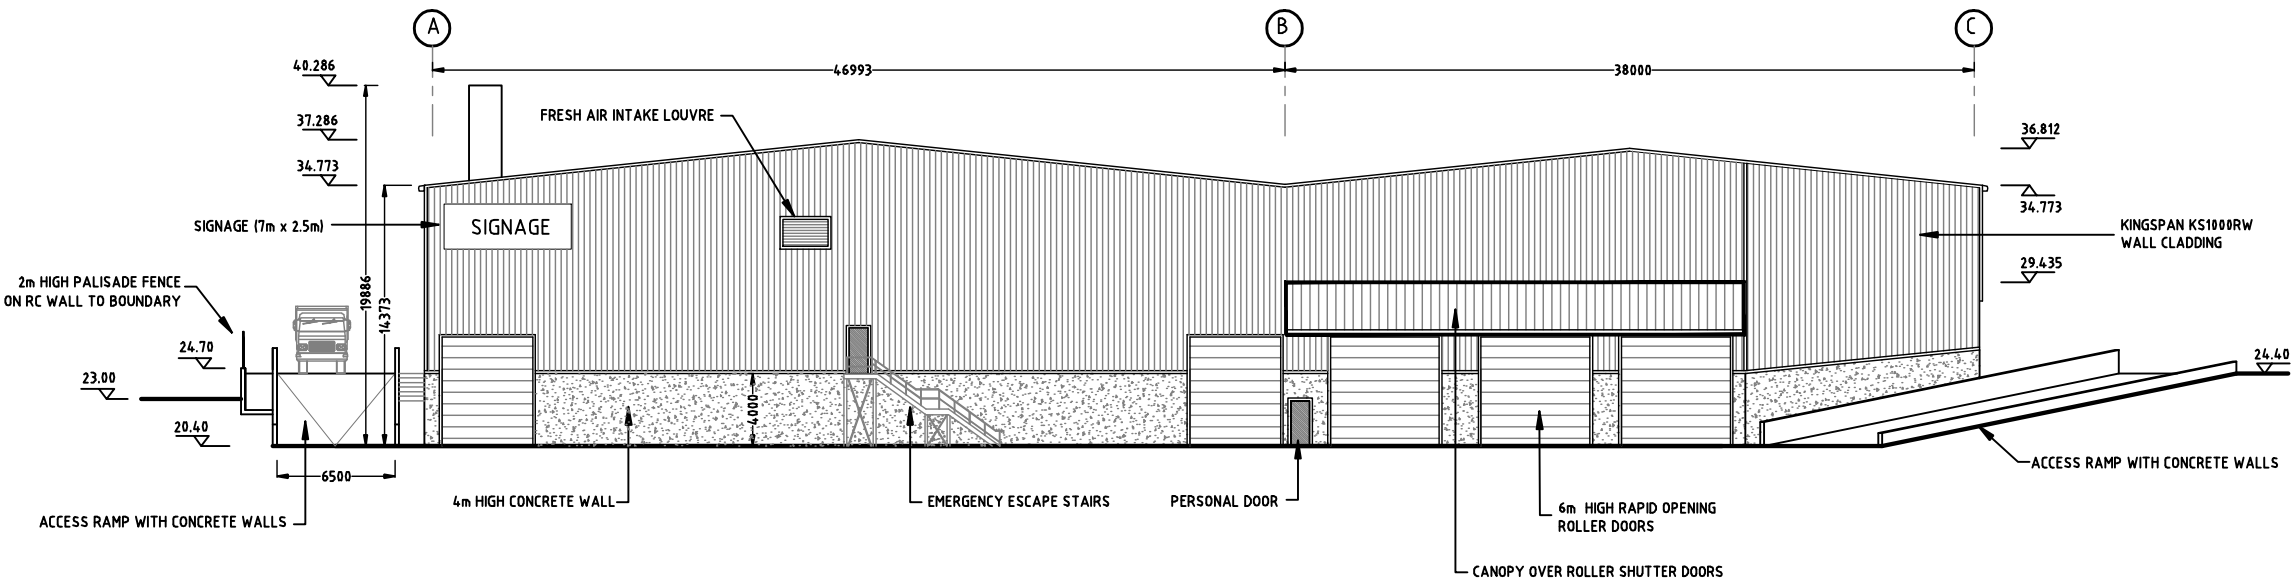 A
B
C
46993
38000
40.286
37.286
34.773
FRESH AIR INTAKE LOUVRE
36.812
34.773
29.435
SIGNAGE (7m x 2.5m)
SIGNAGE
KINGSPAN KS1000RW
WALL CLADDING
2m HIGH PALISADE FENCE
ON RC WALL TO BOUNDARY
19886
14373
24.70
23.00
20.40
24.40
4000
6500
ACCESS RAMP WITH CONCRETE WALLS
4m HIGH CONCRETE WALL
EMERGENCY ESCAPE STAIRS
PERSONAL DOOR
6m HIGH RAPID OPENING
ROLLER DOORS
CANOPY OVER ROLLER SHUTTER DOORS
ACCESS RAMP WITH CONCRETE WALLS